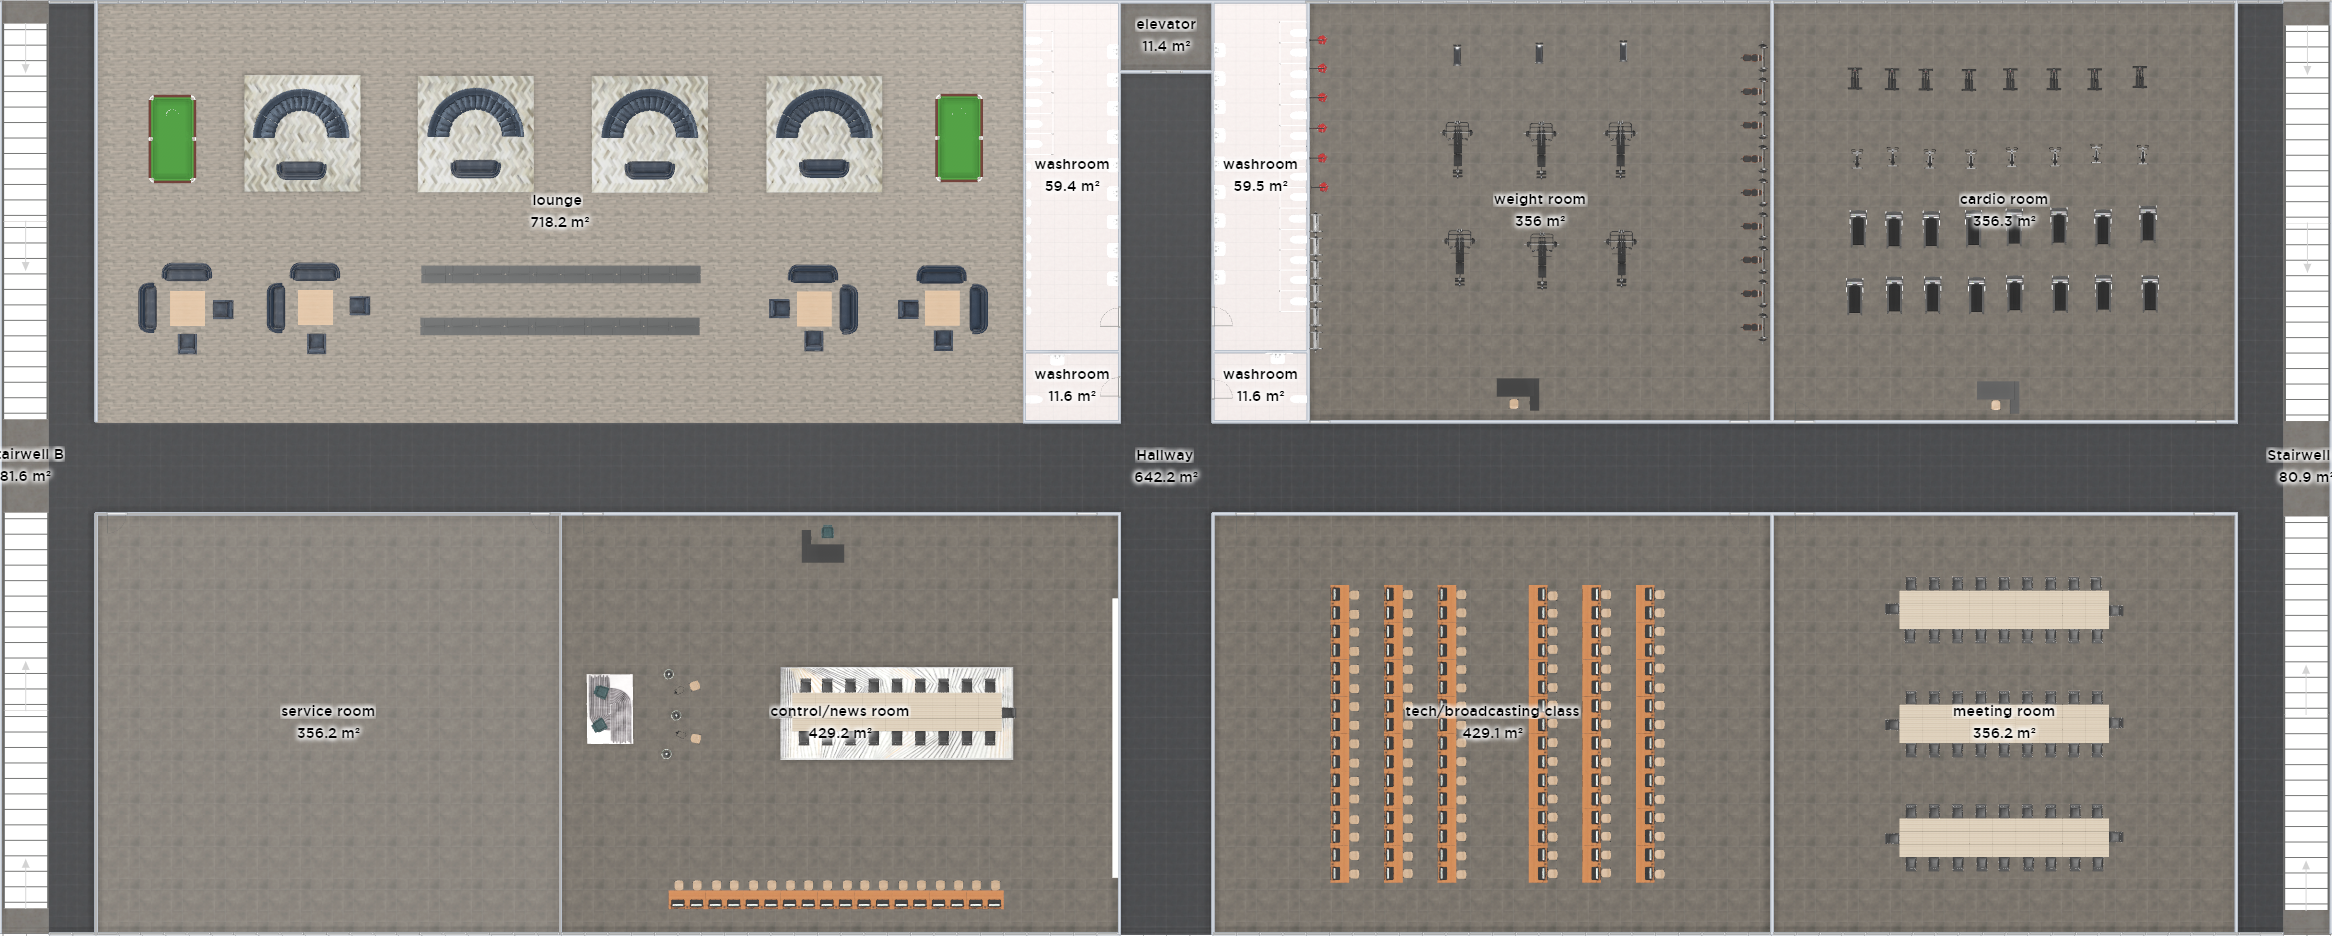 elevator
11.4 m²
washroom
59.4 m²
washroom
59.5 m²
lounge
718.2 m²
weight room
356 m²
cardio room
356.3 m²
washroom
11.6 m²
washroom
11.6 m²
tairwell B
81.6 m²
Hallway
642.2 m²
Stairwell
80.9 m²
service room
356.2 m²
control/news room
429.2 m²
tech/broadcasting class
429.1 m²
meeting room
356.2 m²